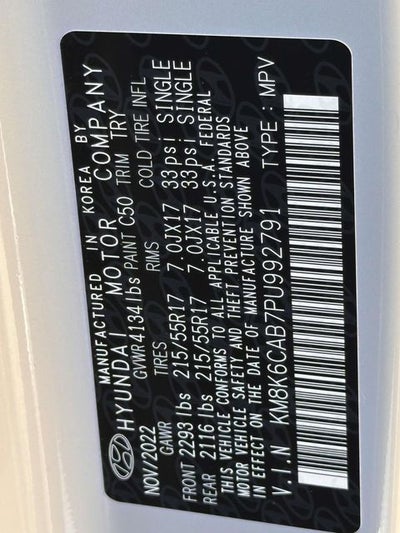 MANUFACTURED IN KOREA BY
HYUNDAI MOTOR COMPANY
NOV/2022 GVWR 4134 lbs PAINT C50 TRIM TRY
GAWR TIRES RIMS COLD TIRE INFL
FRONT 2293 lbs 215/55R17 7.0JX17 33psi SINGLE
REAR 2116 lbs 215/55R17 7.0JX17 33psi SINGLE
THIS VEHICLE CONFORMS TO ALL APPLICABLE U.S.A. FEDERAL
MOTOR VEHICLE SAFETY AND THEFT PREVENTION STANDARDS
IN EFFECT ON THE DATE OF MANUFACTURE SHOWN ABOVE
V.I.N KM8K6CAB7PU992791 TYPE : MPV